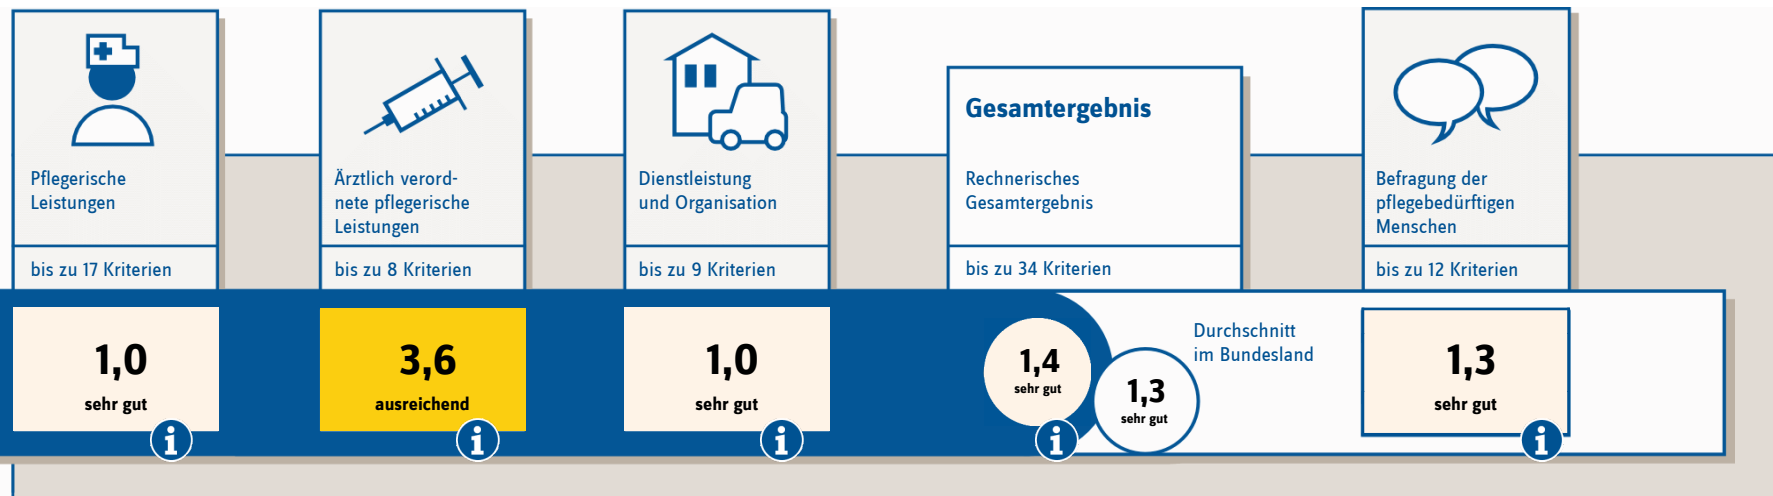 Pflegerische
Leistungen
bis zu 17 Kriterien
1,0
sehr gut
i
Ärztlich verord-
nete pflegerische
Leistungen
bis zu 8 Kriterien
3,6
ausreichend
i
Dienstleistung
und Organisation
bis zu 9 Kriterien
1,0
sehr gut
i
Gesamtergebnis
Rechnerisches
Gesamtergebnis
bis zu 34 Kriterien
1,4
sehr gut
i
Durchschnitt
im Bundesland
1,3
sehr gut
Befragung der
pflegebedürftigen
Menschen
bis zu 12 Kriterien
1,3
sehr gut
i